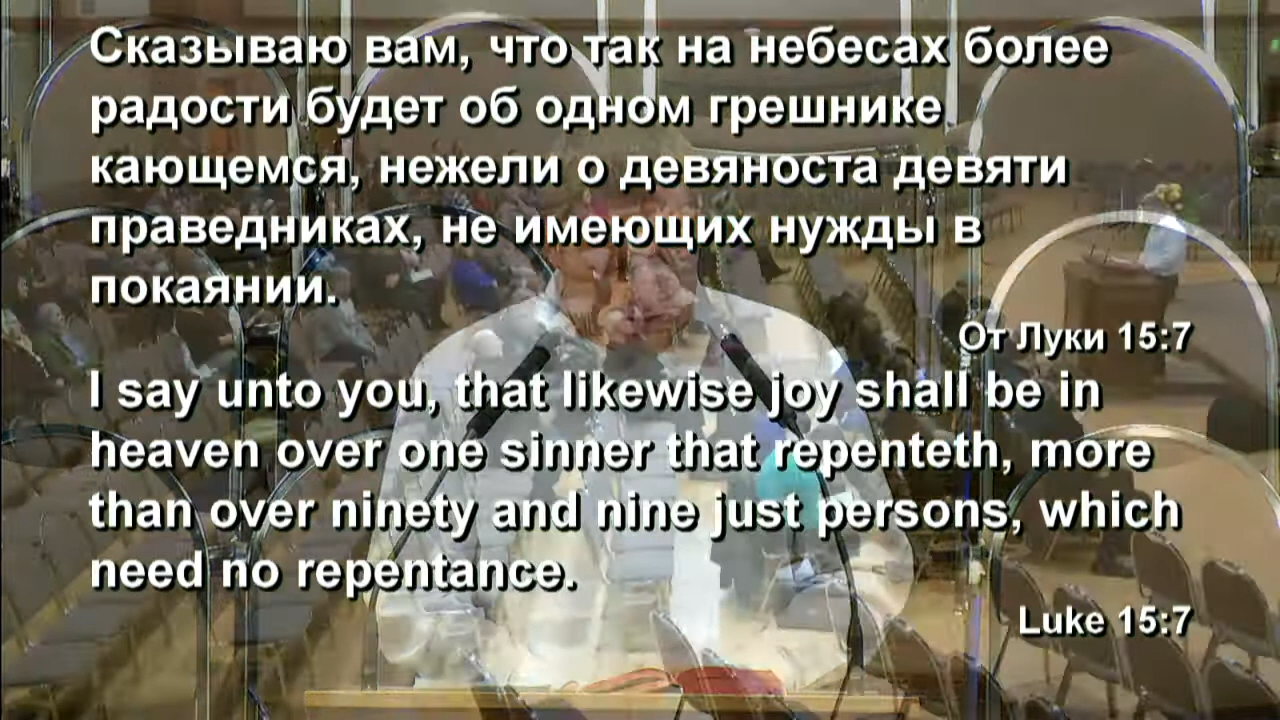 Сказываю вам, что так на небесах более
радости будет об одном грешнике
кающемся, нежели о девяноста девяти
праведниках, не имеющих нужды в
покаянии.
От Луки 15:7
I say unto you, that likewise joy shall be in
heaven over one sinner that repenteth, more
than over ninety and nine just persons, which
need no repentance.
Luke 15:7